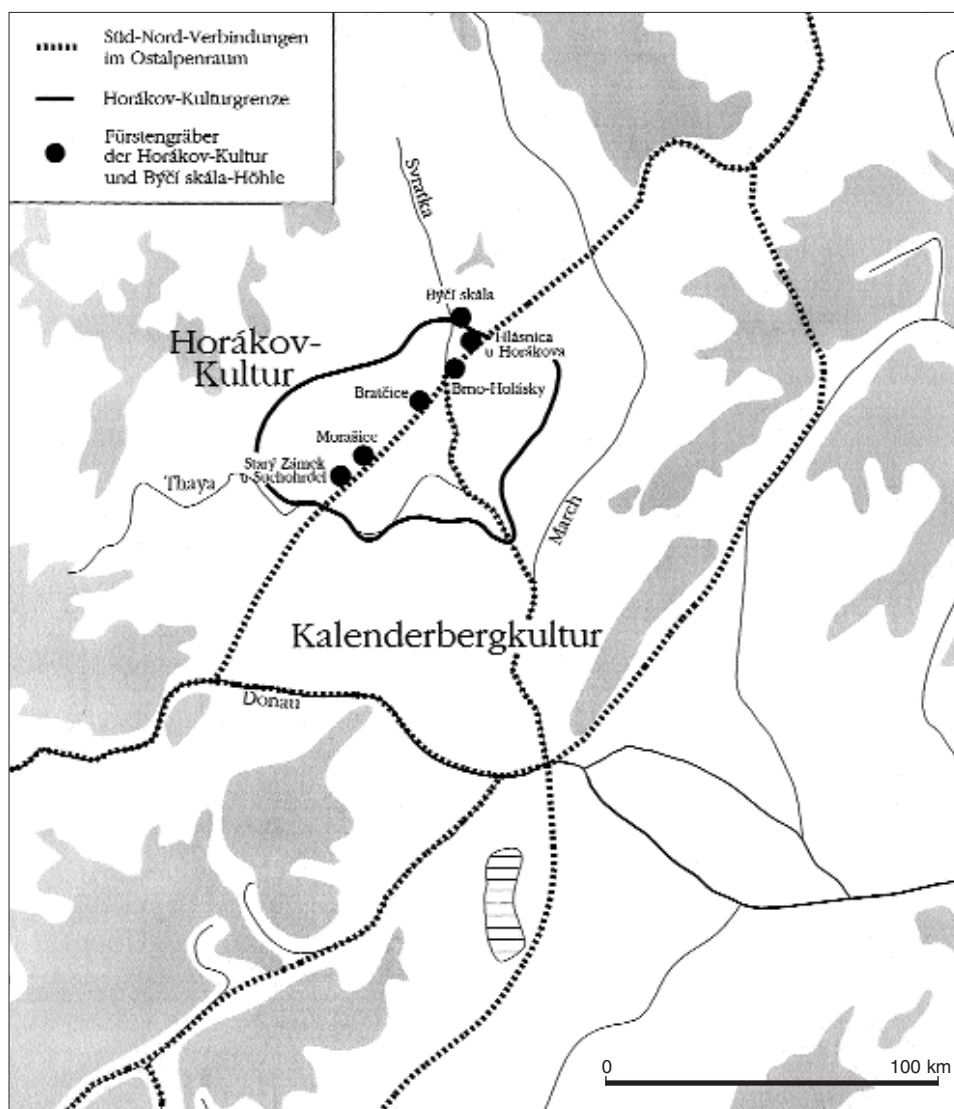 Süd-Nord-Verbindungen
im Ostalpenraum
Horákov-Kulturgrenze
Fürstengräber
der Horákov-Kultur
und Býčí skála-Höhle
Svratka
Býčí skála
Hlásnica
u Horákova
Horákov-
Kultur
Brno-Holásky
Bratčice
Morašice
Starý Zámek
u Suchohrdel
Thaya
March
Kalenderbergkultur
Donau
0
100 km